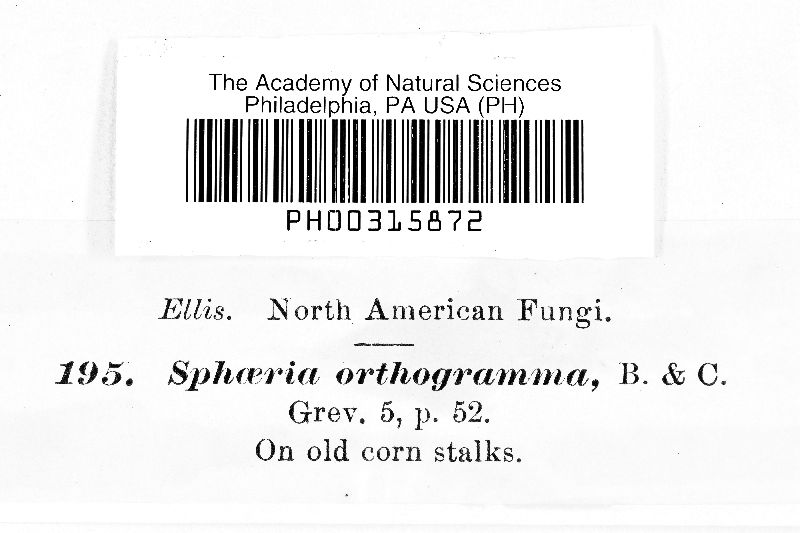 The Academy of Natural Sciences
Philadelphia, PA USA (PH)
PH00315872
Ellis. North American Fungi.
195. Sphæria orthogramma, B. & C.
Grev. 5, p. 52.
On old corn stalks.